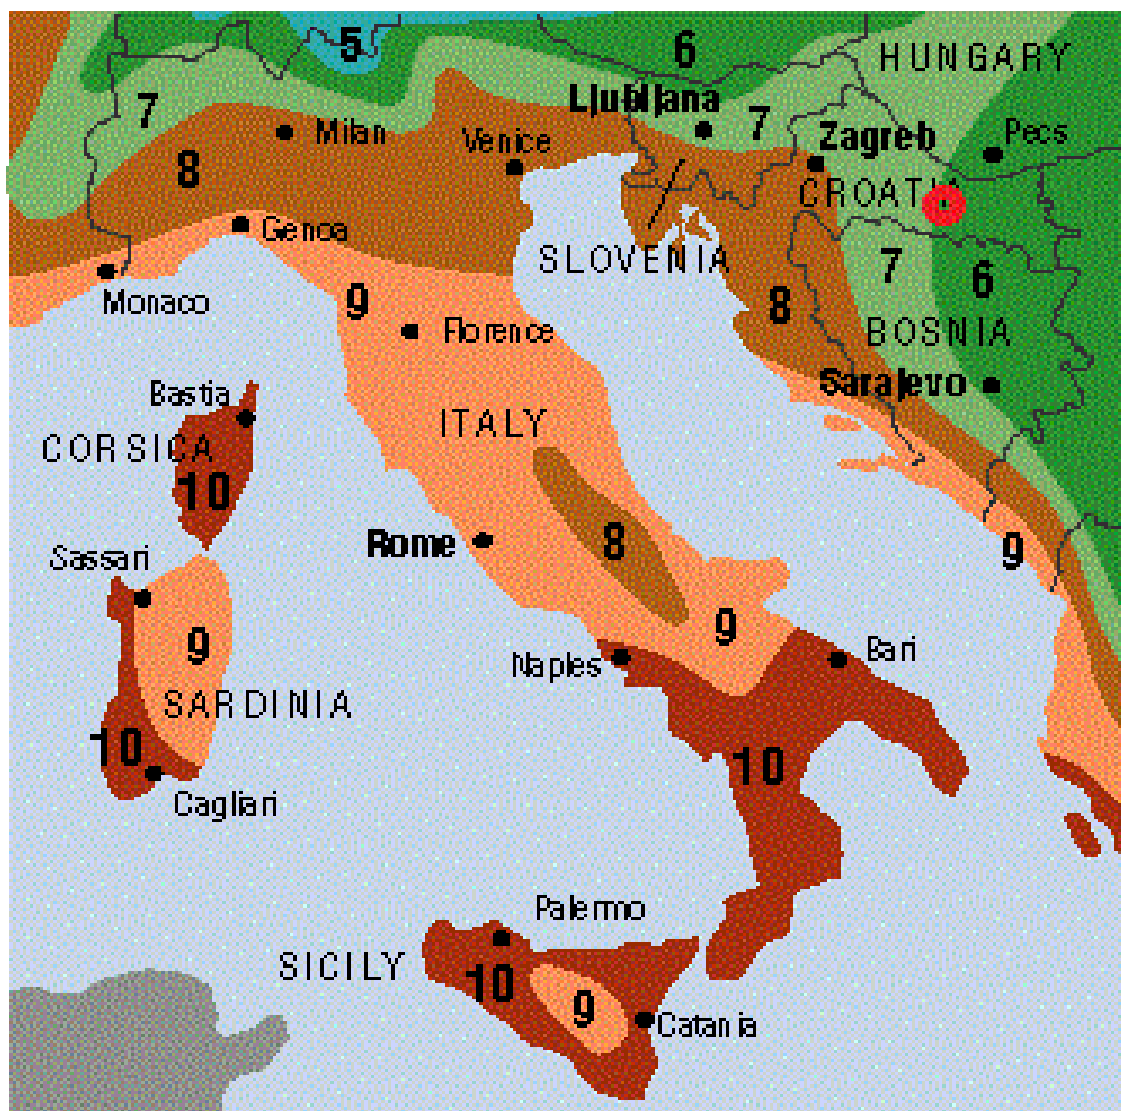 5
6
HUNGARY
7
Ljubljana
7
Milan
Venice
Zagreb
Pecs
8
CROATIA
Genoa
SLOVENIA
7
6
Monaco
9
8
Florence
BOSNIA
Bastia
Sarajevo
ITALY
CORSICA
10
Rome
8
Sassari
9
9
9
Naples
Bari
SARDINIA
10
10
Cagliari
Palermo
SICILY
10
9
Catania